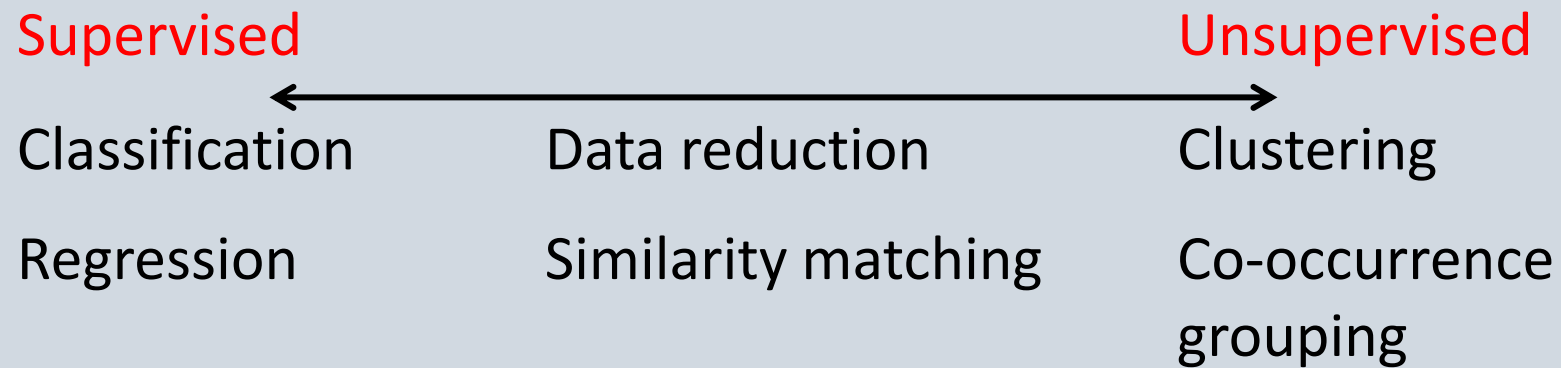 Supervised Unsupervised
Classification Data reduction Clustering
Regression Similarity matching Co-occurrence
grouping